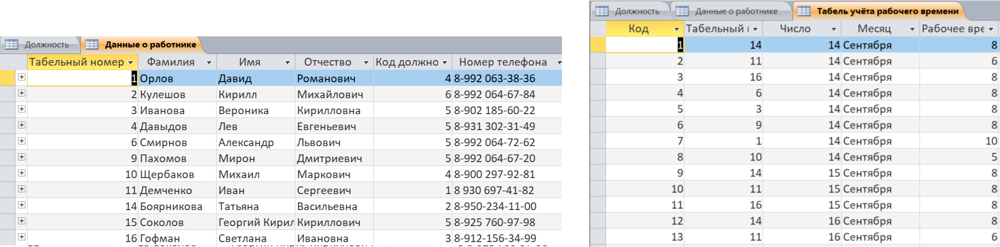 Должность Данные о работнике
Табельный номер Фамилия Имя Отчество Код должно Номер телефона
1 Орлов Давид Романович 4 8-992 063-38-36
2 Кулешов Кирилл Михайлович 6 8-992 064-67-84
3 Иванова Вероника Кирилловна 5 8-902 185-60-22
4 Давыдов Лев Евгеньевич 5 8-931 302-31-49
6 Смирнов Александр Львович 5 8-992 064-72-62
9 Пахомов Мирон Дмитриевич 5 8-992 064-67-20
10 Щербаков Михаил Маркович 4 8-900 297-92-81
11 Демченко Иван Сергеевич 1 8 930 697-41-82
14 Боярникова Татьяна Васильевна 2 8-950-234-11-00
15 Соколов Георгий Кирил Кириллович 5 8-925 760-97-98
16 Гофман Светлана Ивановна 3 8-912-156-34-99
Должность Данные о работнике Табель учёта рабочего времени
Код Табельный Число Месяц Рабочее вре
1 14 14 Сентября 8
2 11 14 Сентября 6
3 16 14 Сентября 8
4 6 14 Сентября 8
5 3 14 Сентября 8
6 9 14 Сентября 8
7 1 14 Сентября 10
8 10 14 Сентября 5
9 14 15 Сентября 8
10 11 15 Сентября 8
11 16 15 Сентября 8
12 14 16 Сентября 8
13 11 16 Сентября 6